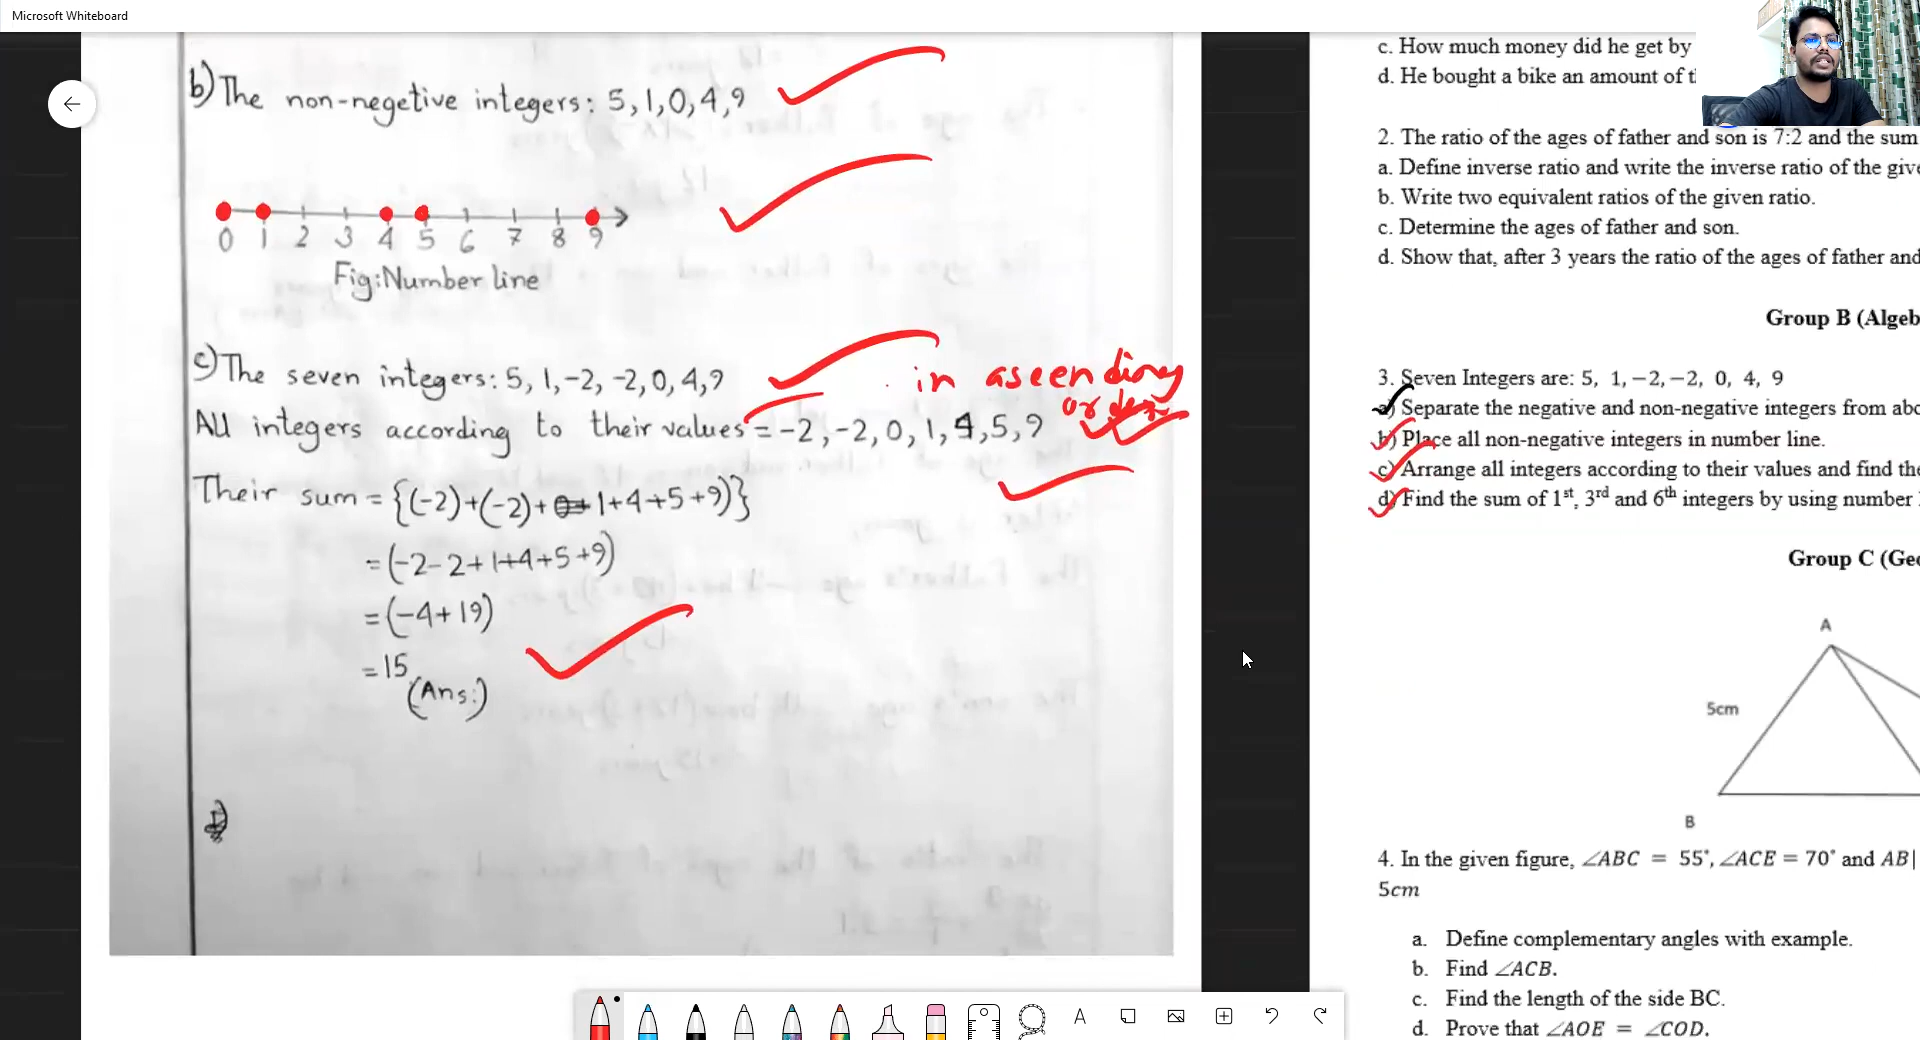 Microsoft Whiteboard
b) The non-negetive integers: 5, 1, 0, 4, 9
0 1 2 3 4 5 6 7 8 9
Fig: Number line
c) The seven integers: 5, 1, -2, -2, 0, 4, 9
in ascending
order
All integers according to their values = -2, -2, 0, 1, 4, 5, 9
Their sum = {(-2)+(-2)+ 1+4+5+9)}
= (-2-2+1+4+5+9)
= (-4+19)
= 15
(Ans:)
c. How much money did he get by
d. He bought a bike an amount of
2. The ratio of the ages of father and son is 7:2 and the sum
a. Define inverse ratio and write the inverse ratio of the give
b. Write two equivalent ratios of the given ratio.
c. Determine the ages of father and son.
d. Show that, after 3 years the ratio of the ages of father and
Group B (Algeb
3. Seven Integers are: 5, 1, −2, −2, 0, 4, 9
a) Separate the negative and non-negative integers from abo
b) Place all non-negative integers in number line.
c) Arrange all integers according to their values and find the
d) Find the sum of 1st, 3rd and 6th integers by using number
Group C (Geo
A
5cm
B
4. In the given figure, ∠ABC = 55°, ∠ACE = 70° and AB|
5cm
a. Define complementary angles with example.
b. Find ∠ACB.
c. Find the length of the side BC.
d. Prove that ∠AOE = ∠COD.